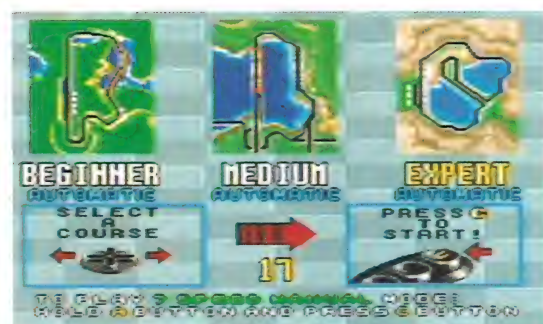 BEGINNER MEDIUM EXPERT
AUTOMATIC AUTOMATIC AUTOMATIC
SELECT
A
COURSE
PRESS C
TO
START!
17
TO PLAY 7 SPEED MANUAL MODE:
HOLD A BUTTON AND PRESS C BUTTON